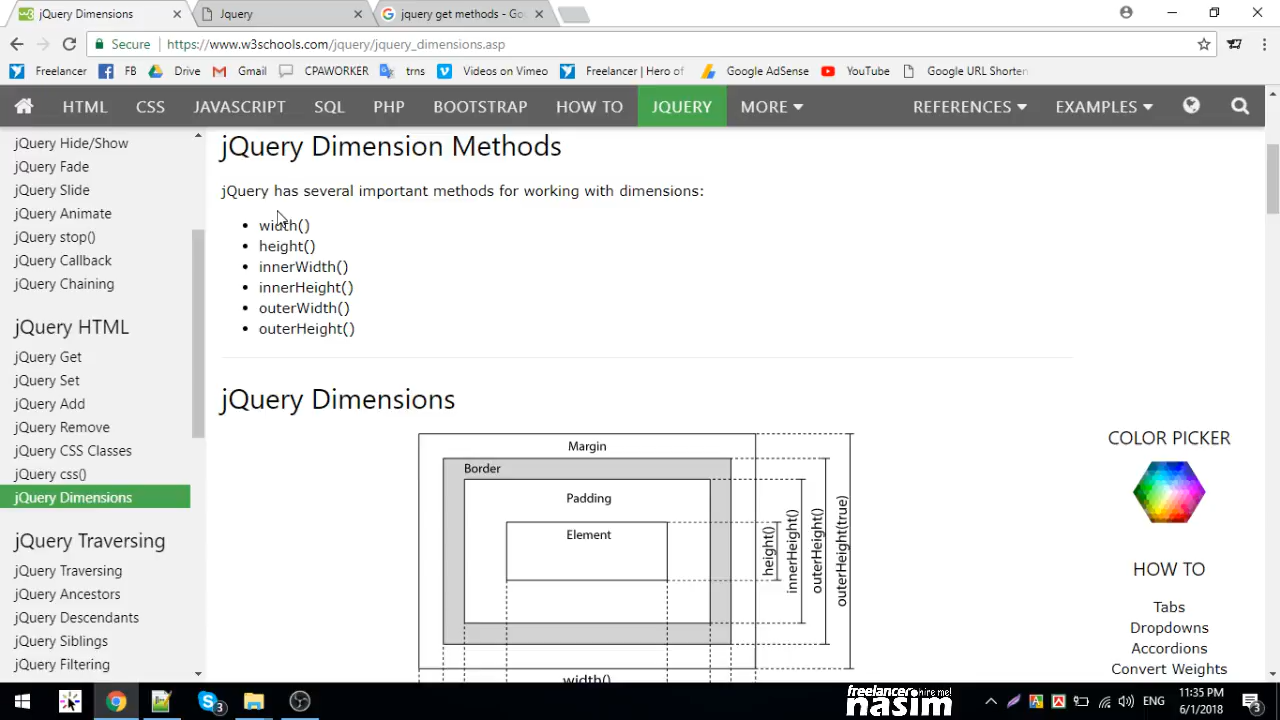 jQuery Dimensions
Jquery
jquery get methods - Goo
Secure
https://www.w3schools.com/jquery/jquery_dimensions.asp
Freelancer
FB
Drive
Gmail
CPAWORKER
trns
Videos on Vimeo
Freelancer | Hero of
Google AdSense
YouTube
Google URL Shorten
HTML
CSS
JAVASCRIPT
SQL
PHP
BOOTSTRAP
HOW TO
JQUERY
MORE
REFERENCES
EXAMPLES
jQuery Hide/Show
jQuery Fade
jQuery Slide
jQuery Animate
jQuery stop()
jQuery Callback
jQuery Chaining
jQuery HTML
jQuery Get
jQuery Set
jQuery Add
jQuery Remove
jQuery CSS Classes
jQuery css()
jQuery Dimensions
jQuery Traversing
jQuery Traversing
jQuery Ancestors
jQuery Descendants
jQuery Siblings
jQuery Filtering
jQuery Dimension Methods
jQuery has several important methods for working with dimensions:
width()
height()
innerWidth()
innerHeight()
outerWidth()
outerHeight()
jQuery Dimensions
Margin
Border
Padding
Element
height()
innerHeight()
outerHeight()
outerHeight(true)
width()
COLOR PICKER
HOW TO
Tabs
Dropdowns
Accordions
Convert Weights
3
freelancer hire me!
nasim
ENG
11:35 PM
6/1/2018
3